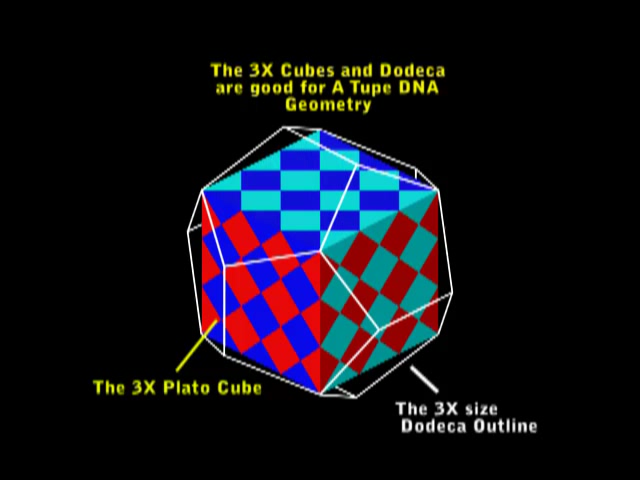 The 3X Cubes and Dodeca
are good for A Tupe DNA
Geometry
The 3X Plato Cube
The 3X size
Dodeca Outline